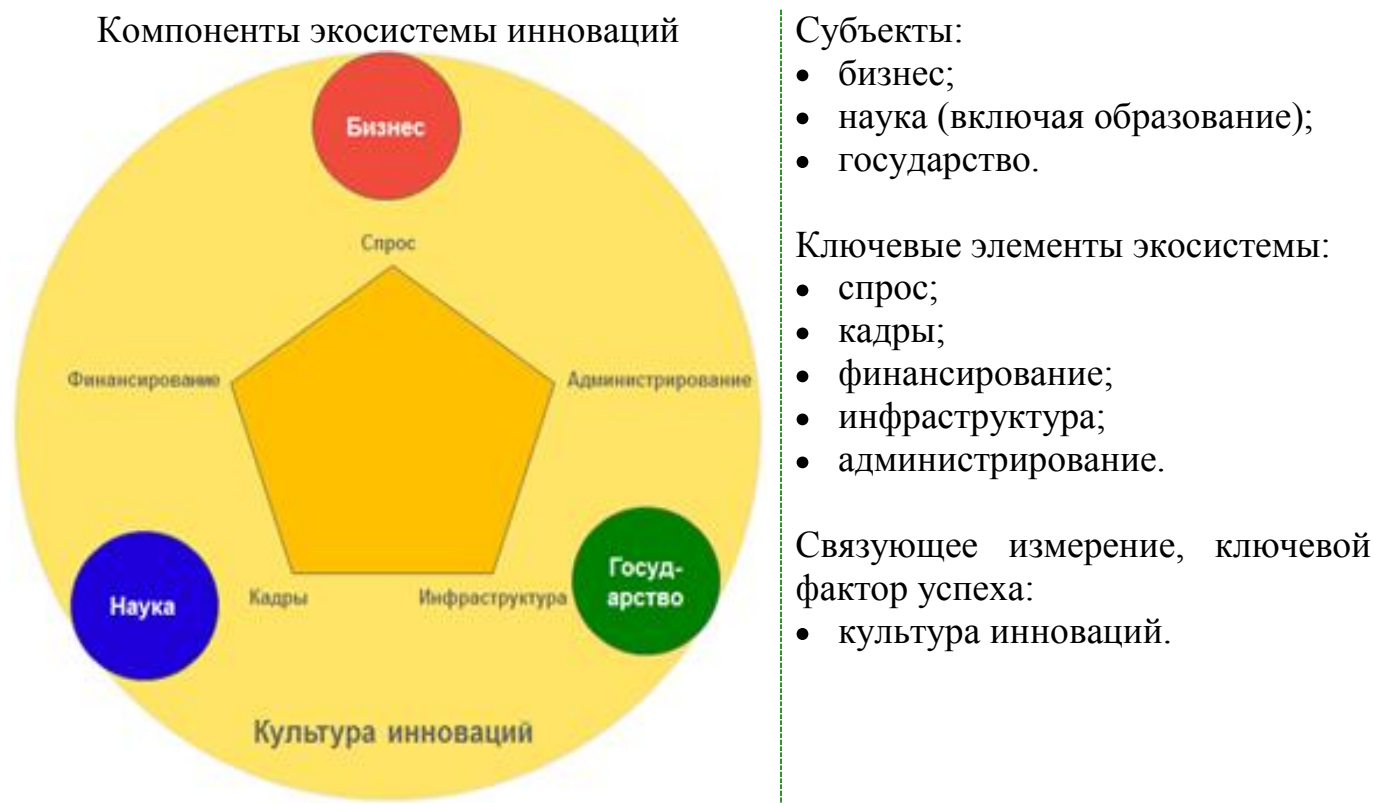 Компоненты экосистемы инноваций
Бизнес
Спрос
Финансирование
Администрирование
Госуд-
арство
Наука
Кадры
Инфраструктура
Культура инноваций
Субъекты:
• бизнес;
• наука (включая образование);
• государство.
Ключевые элементы экосистемы:
• спрос;
• кадры;
• финансирование;
• инфраструктура;
• администрирование.
Связующее измерение, ключевой
фактор успеха:
• культура инноваций.